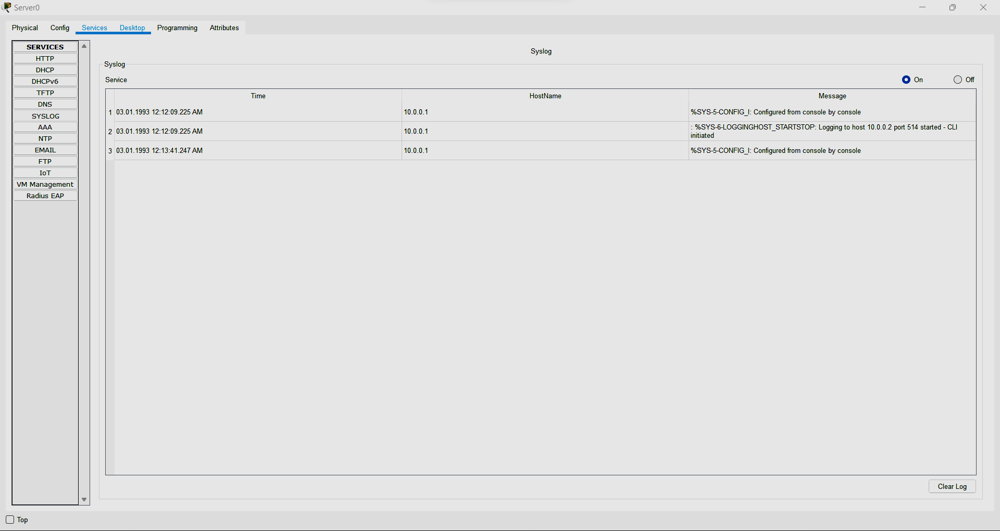 Server0
Physical Config Services Desktop Programming Attributes
SERVICES
HTTP
DHCP
DHCPv6
TFTP
DNS
SYSLOG
AAA
NTP
EMAIL
FTP
IoT
VM Management
Radius EAP
Syslog
Syslog
Service On Off
Time HostName Message
1 03.01.1993 12:12:09.225 AM 10.0.0.1 %SYS-5-CONFIG_I: Configured from console by console
2 03.01.1993 12:12:09.225 AM 10.0.0.1 : %SYS-6-LOGGINGHOST_STARTSTOP: Logging to host 10.0.0.2 port 514 started - CLI
initiated
3 03.01.1993 12:13:41.247 AM 10.0.0.1 %SYS-5-CONFIG_I: Configured from console by console
Clear Log
Top